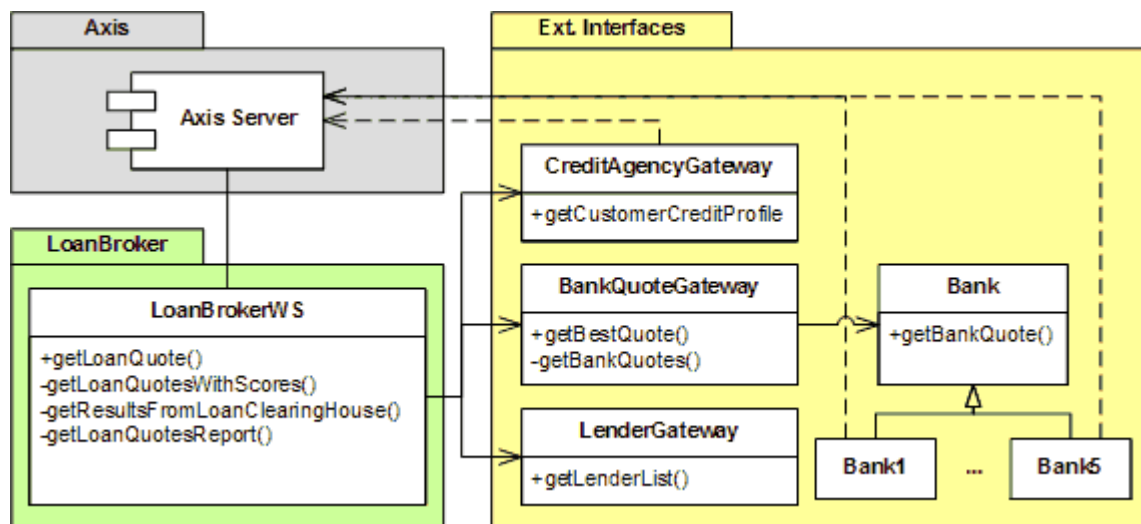 Axis
Axis Server
LoanBroker
LoanBrokerWS
+getLoanQuote()
-getLoanQuotesWithScores()
-getResultsFromLoanClearingHouse()
-getLoanQuotesReport()
Ext. Interfaces
CreditAgencyGateway
+getCustomerCreditProfile
BankQuoteGateway
+getBestQuote()
-getBankQuotes()
Bank
+getBankQuote()
LenderGateway
+getLenderList()
Bank1
...
Bank5